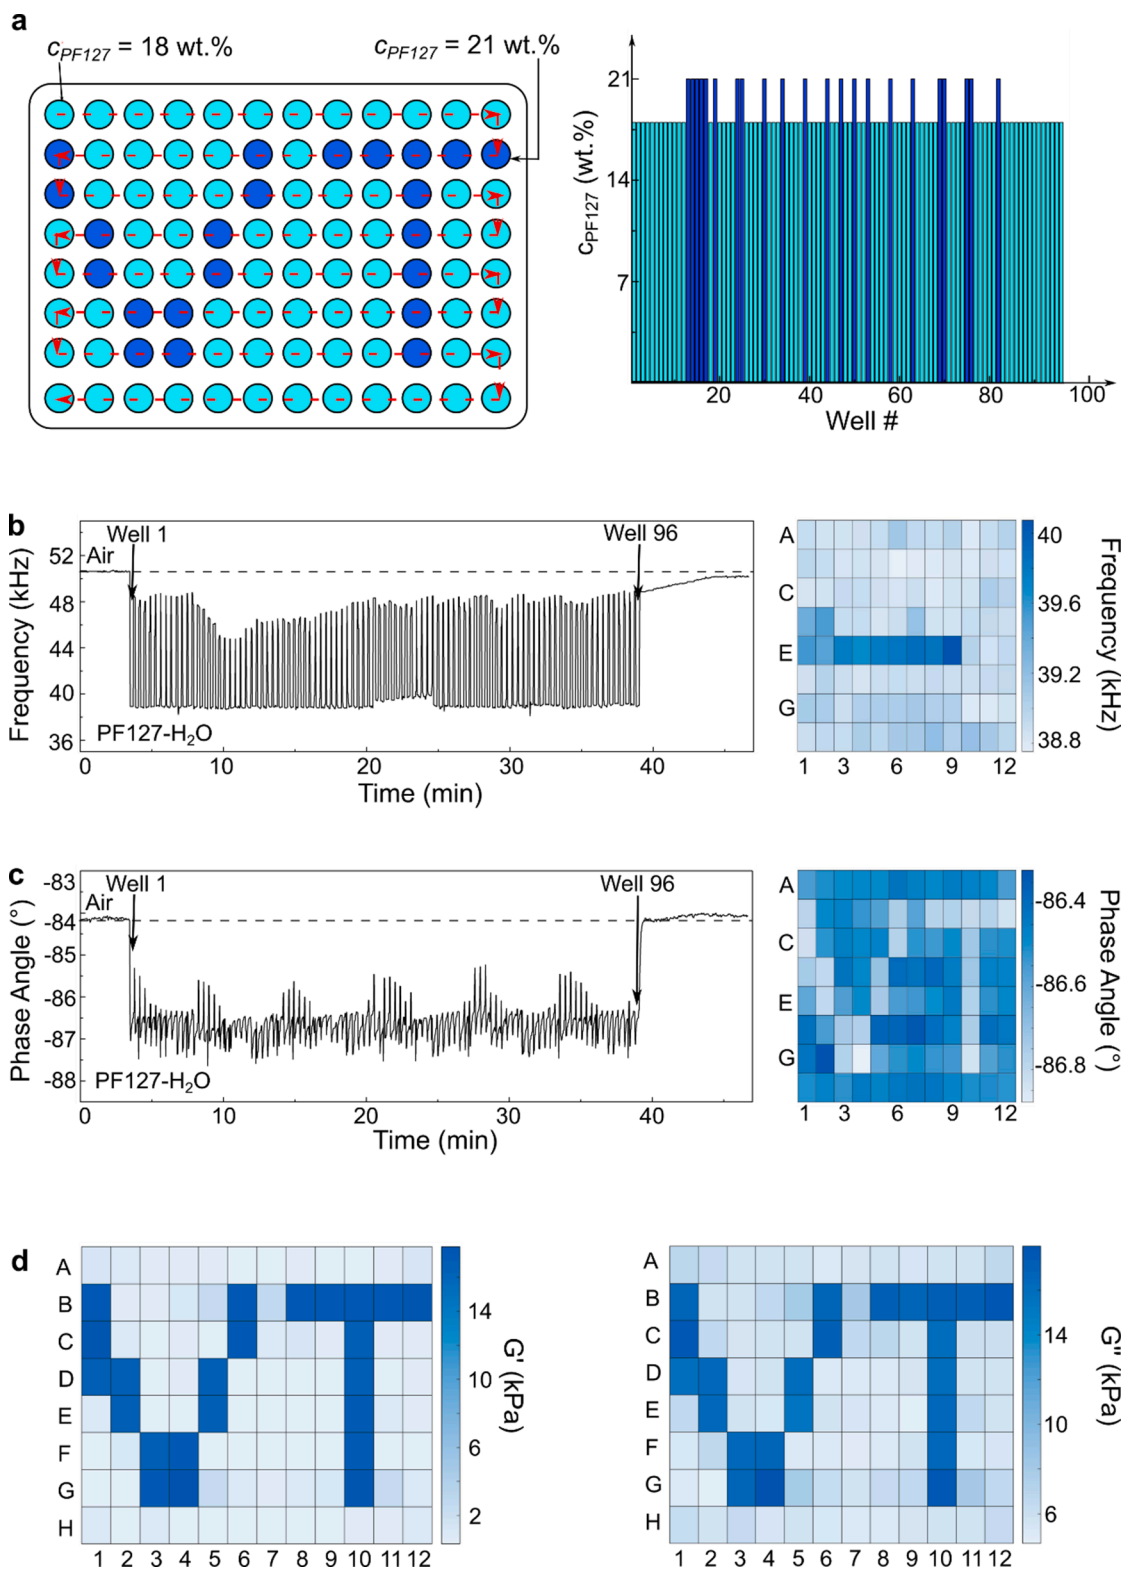 a
cPF127 = 18 wt.%
cPF127 = 21 wt.%
cPF127 (wt.%)
21
14
7
20 40 60 80 100
Well #
b
Frequency (kHz)
52
48
44
40
36
Well 1
Well 96
Air
PF127-H2O
0 10 20 30 40
Time (min)
A
C
E
G
1 3 6 9 12
40
39.6
39.2
38.8
Frequency (kHz)
c
Phase Angle (°)
-83
-84
-85
-86
-87
-88
Well 1
Well 96
Air
PF127-H2O
0 10 20 30 40
Time (min)
A
C
E
G
1 3 6 9 12
-86.4
-86.6
-86.8
Phase Angle (°)
d
A
B
C
D
E
F
G
H
1 2 3 4 5 6 7 8 9 10 11 12
14
10
6
2
G' (kPa)
A
B
C
D
E
F
G
H
1 2 3 4 5 6 7 8 9 10 11 12
14
10
6
G'' (kPa)